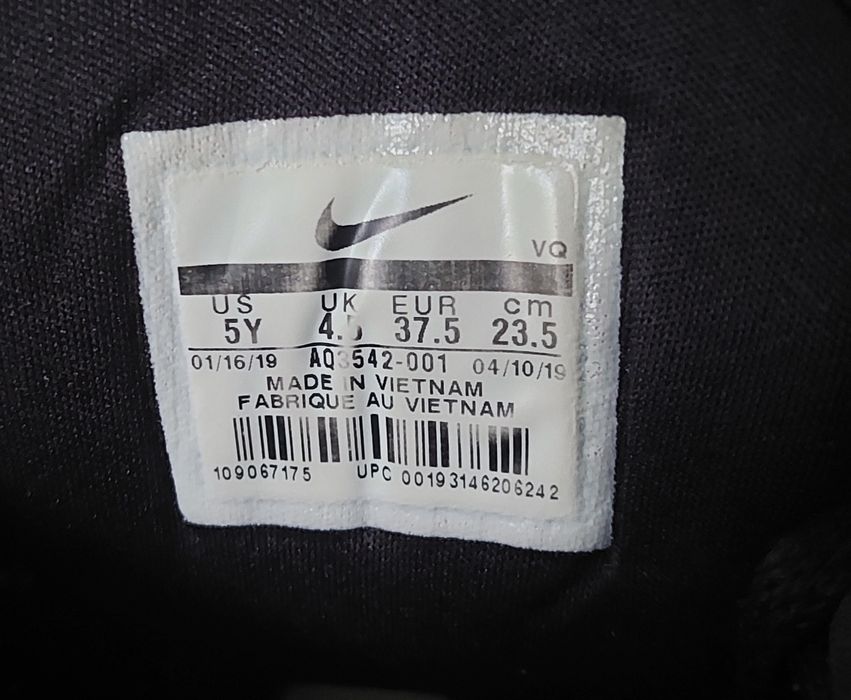 VQ
US UK EUR cm
5Y 4.5 37.5 23.5
01/16/19 AQ3542-001 04/10/19
MADE IN VIETNAM
FABRIQUE AU VIETNAM
109067175 UPC 00193146206242